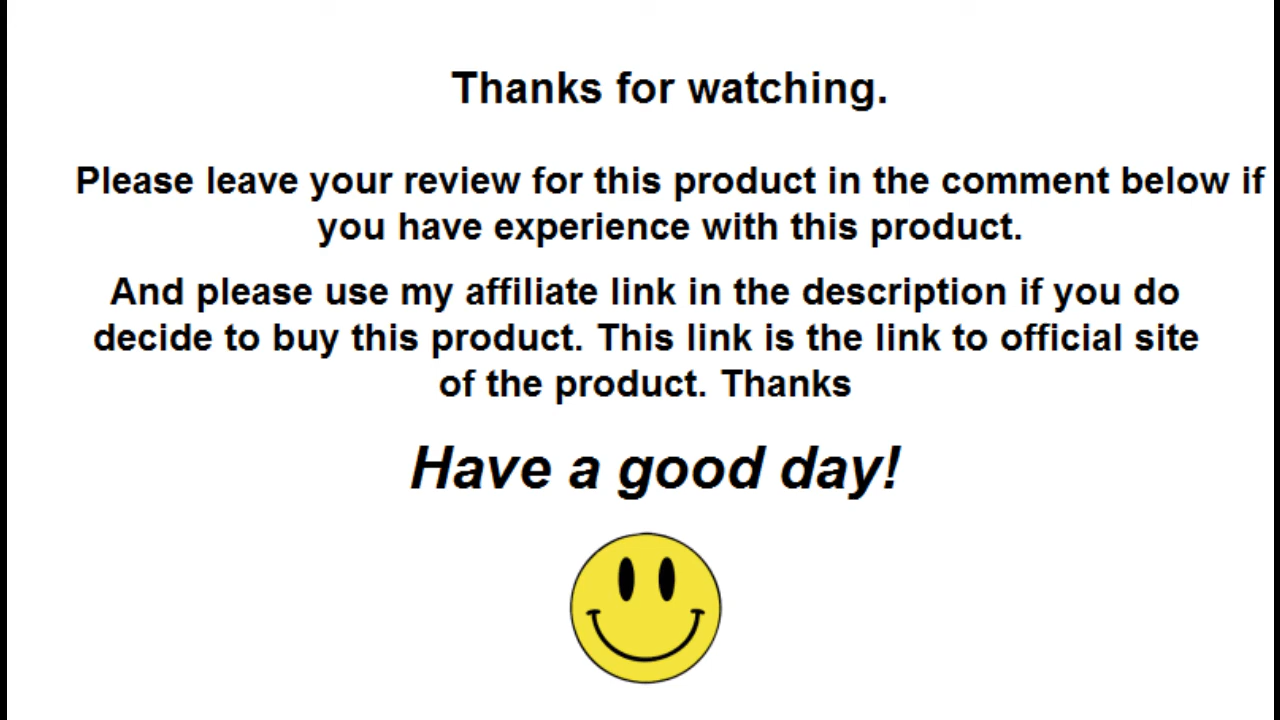 Thanks for watching.
Please leave your review for this product in the comment below if
you have experience with this product.
And please use my affiliate link in the description if you do
decide to buy this product. This link is the link to official site
of the product. Thanks
Have a good day!